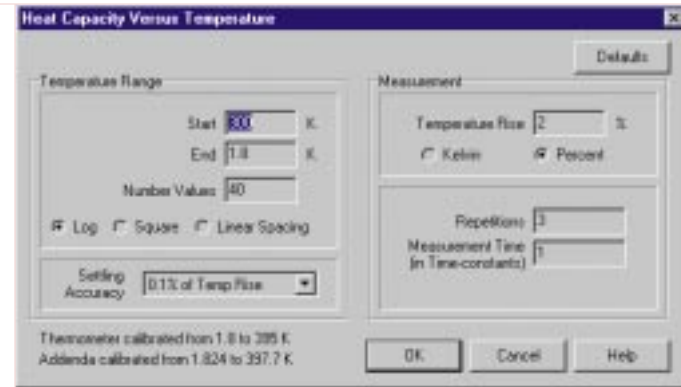 Heat Capacity Versus Temperature
Defaults
Temperature Range
Start 300 K
End 1.8 K
Number Values 40
Log Square Linear Spacing
Settling Accuracy 0.1% of Temp Rise
Thermometer calibrated from 1.8 to 395 K
Addenda calibrated from 1.824 to 397.7 K
Measurement
Temperature Rise 2 %
Kelvin Percent
Repetitions 3
Measurement Time
(in Time-constants) 1
OK Cancel Help